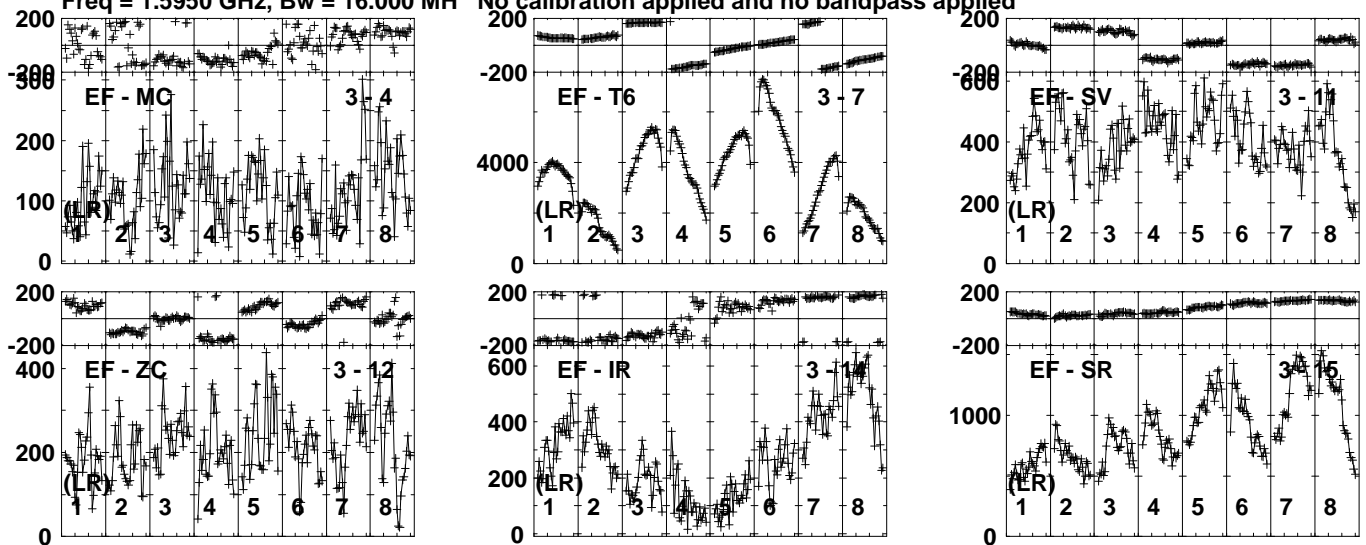 Freq = 1.5950 GHz, Bw = 16.000 MH No calibration applied and no bandpass applied
200 200 200
-200 -200 -200
300 600
EF - MC 3 - 4 EF - T6 3 - 7 EF - SV 3 - 11
200 4000 400
100 200
(LR) (LR) (LR)
1 2 3 4 5 6 7 8 1 2 3 4 5 6 7 8 1 2 3 4 5 6 7 8
0 0 0
200 200 200
-200 -200 -200
400 600
EF - ZC 3 - 12 EF - IR 3 - 14 EF - SR 3 - 15
400 1000
200 200
(LR) (LR) (LR)
1 2 3 4 5 6 7 8 1 2 3 4 5 6 7 8 1 2 3 4 5 6 7 8
0 0 0